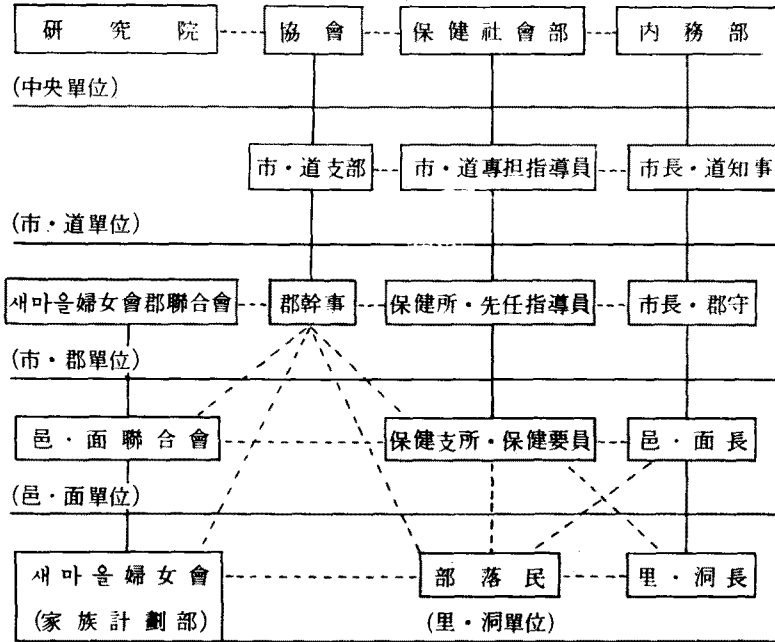 研究院 協會 保健社會部 内務部
(中央單位)
市・道支部 市・道專担指導員 市長・道知事
(市・道單位)
새마을婦女會郡聯合會 郡幹事 保健所・先任指導員 市長・郡守
(市・郡單位)
邑・面聯合會 保健支所・保健要員 邑・面長
(邑・面單位)
새마을婦女會 部落民 里・洞長
(家族計劃部) (里・洞單位)